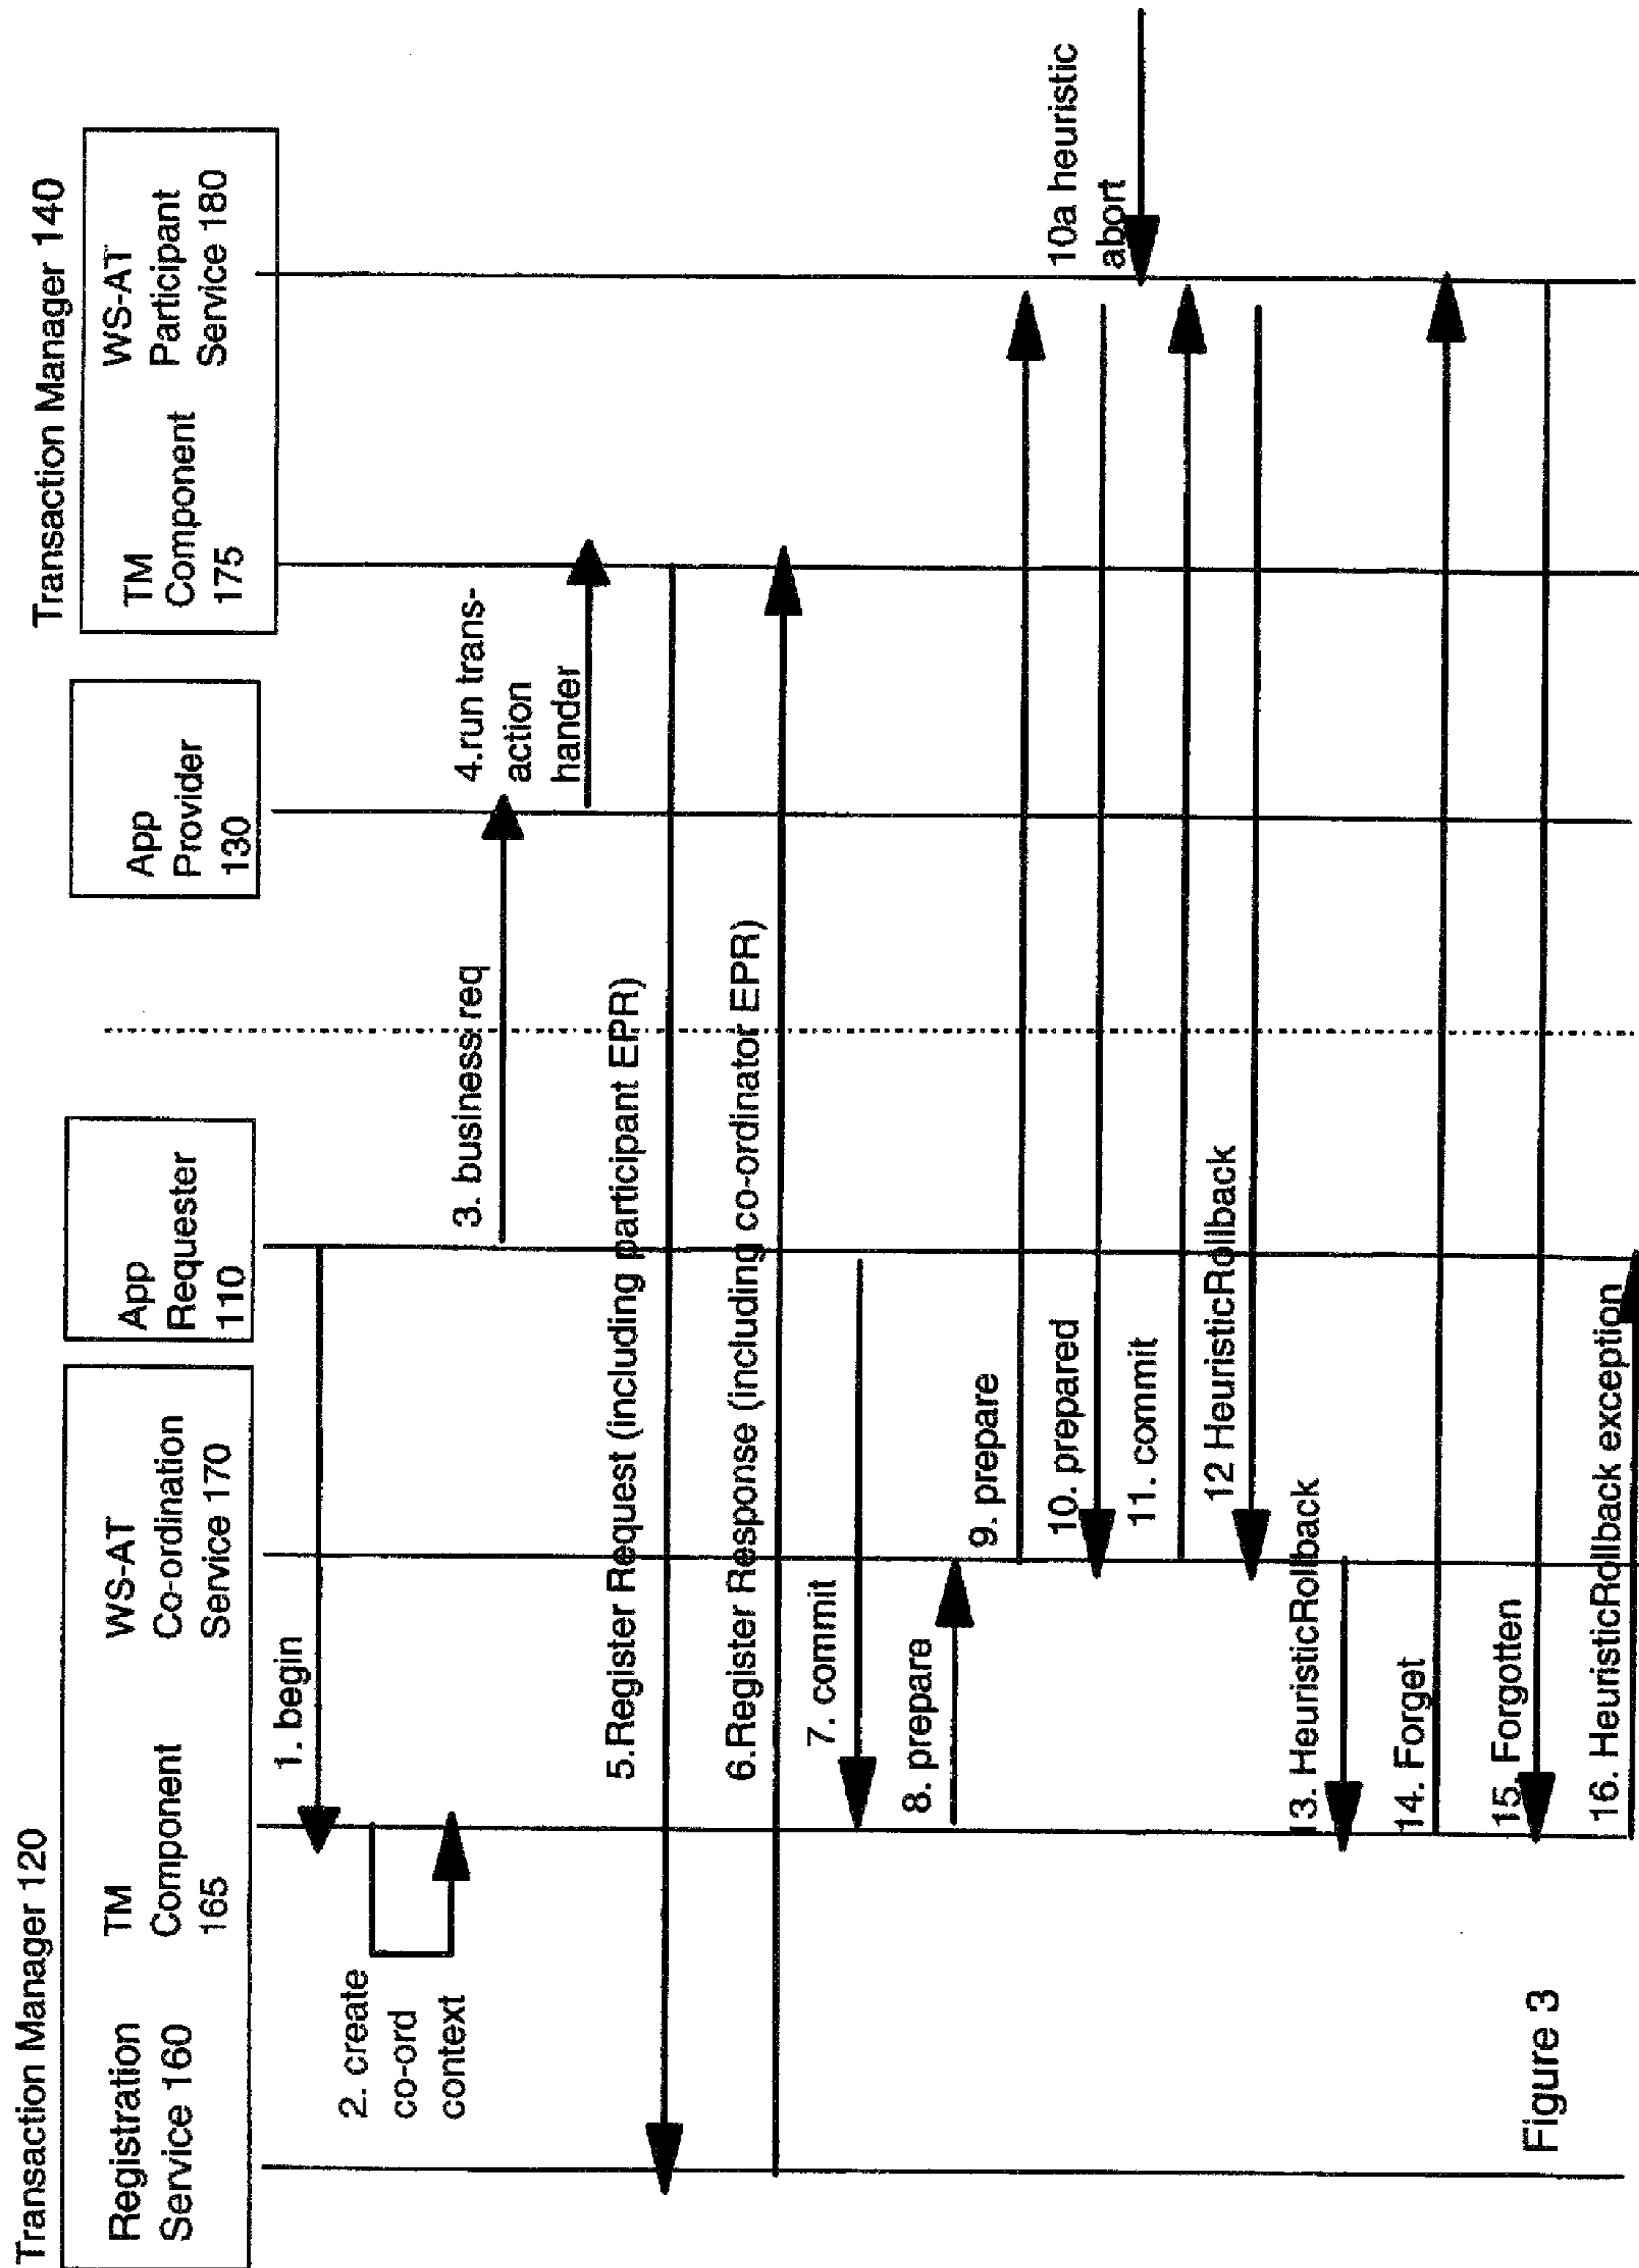 Transaction Manager 120
Registration
Service 160
TM
Component
165
WS-AT
Co-ordination
Service 170
App
Requester
110
App
Provider
130
Transaction Manager 140
TM
Component
175
WS-AT
Participant
Service 180
1. begin
2. create
co-ord
context
3. business req
4.run trans-
action
hander
5.Register Request (including participant EPR)
6.Register Response (including co-ordinator EPR)
7. commit
8. prepare
9. prepare
10. prepared
10a heuristic
abort
11. commit
12 HeuristicRollback
13. HeuristicRollback
14. Forget
15. Forgotten
16. HeuristicRollback exception
Figure 3